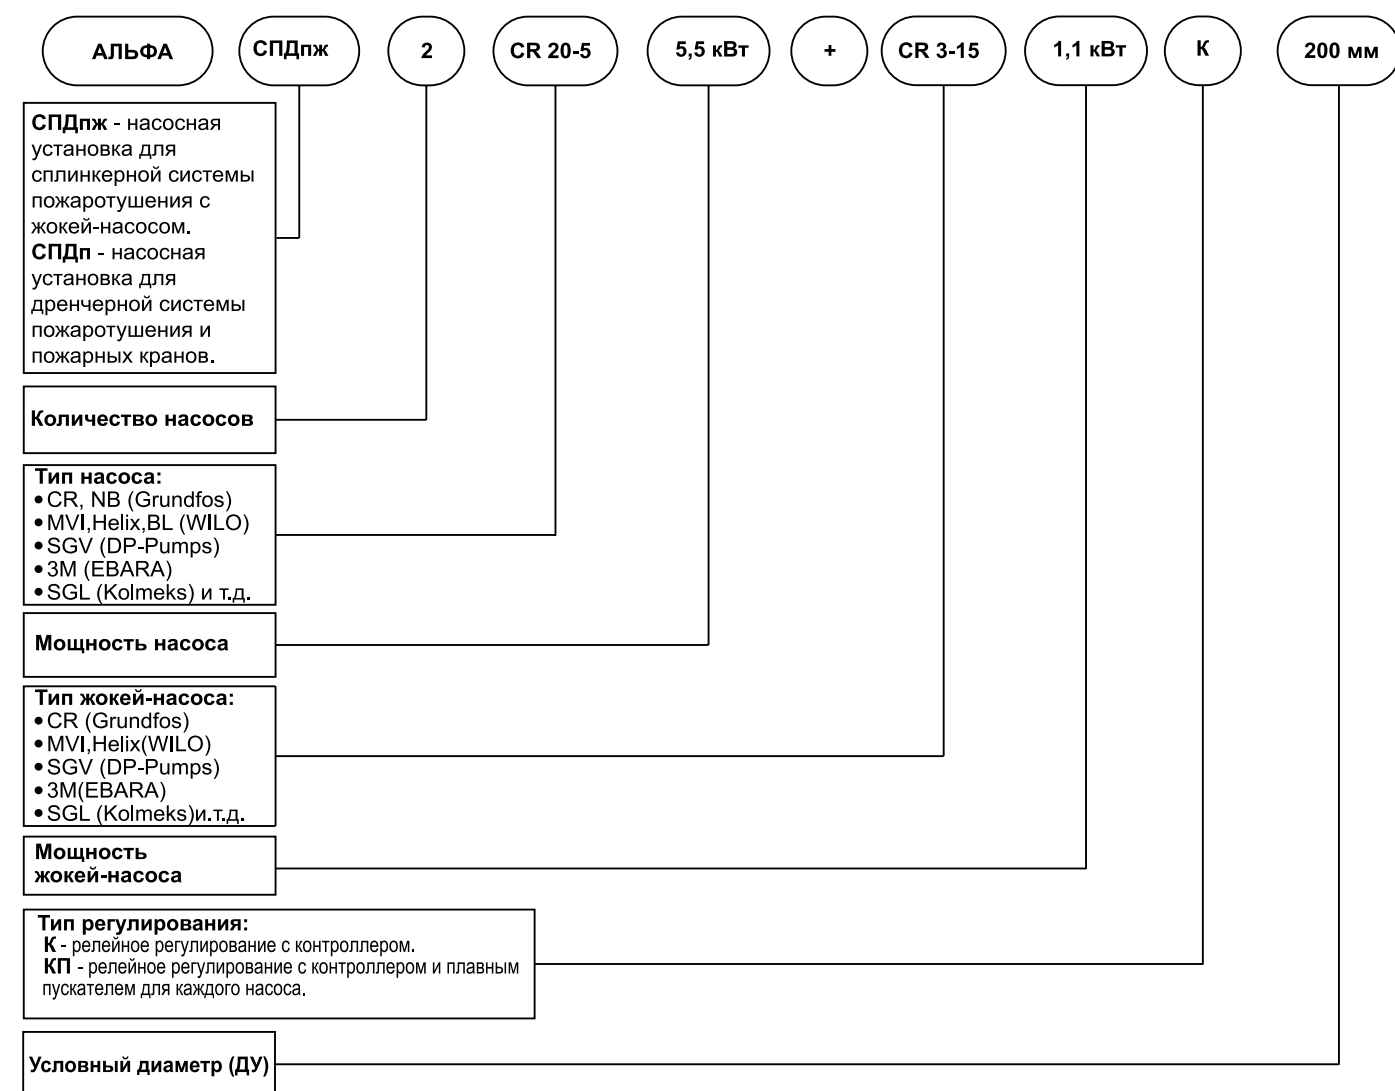 АЛЬФА СПДпж 2 CR 20-5 5,5 кВт + CR 3-15 1,1 кВт К 200 мм
СПДпж - насосная
установка для
сплинкерной системы
пожаротушения с
жокей-насосом.
СПДп - насосная
установка для
дренчерной системы
пожаротушения и
пожарных кранов.
Количество насосов
Тип насоса:
•CR, NB (Grundfos)
•MVI,Helix,BL (WILO)
•SGV (DP-Pumps)
•3M (EBARA)
•SGL (Kolmeks) и т.д.
Мощность насоса
Тип жокей-насоса:
•CR (Grundfos)
•MVI,Helix(WILO)
•SGV (DP-Pumps)
•3M(EBARA)
•SGL (Kolmeks)и.т.д.
Мощность
жокей-насоса
Тип регулирования:
К - релейное регулирование с контроллером.
КП - релейное регулирование с контроллером и плавным
пускателем для каждого насоса.
Условный диаметр (ДУ)